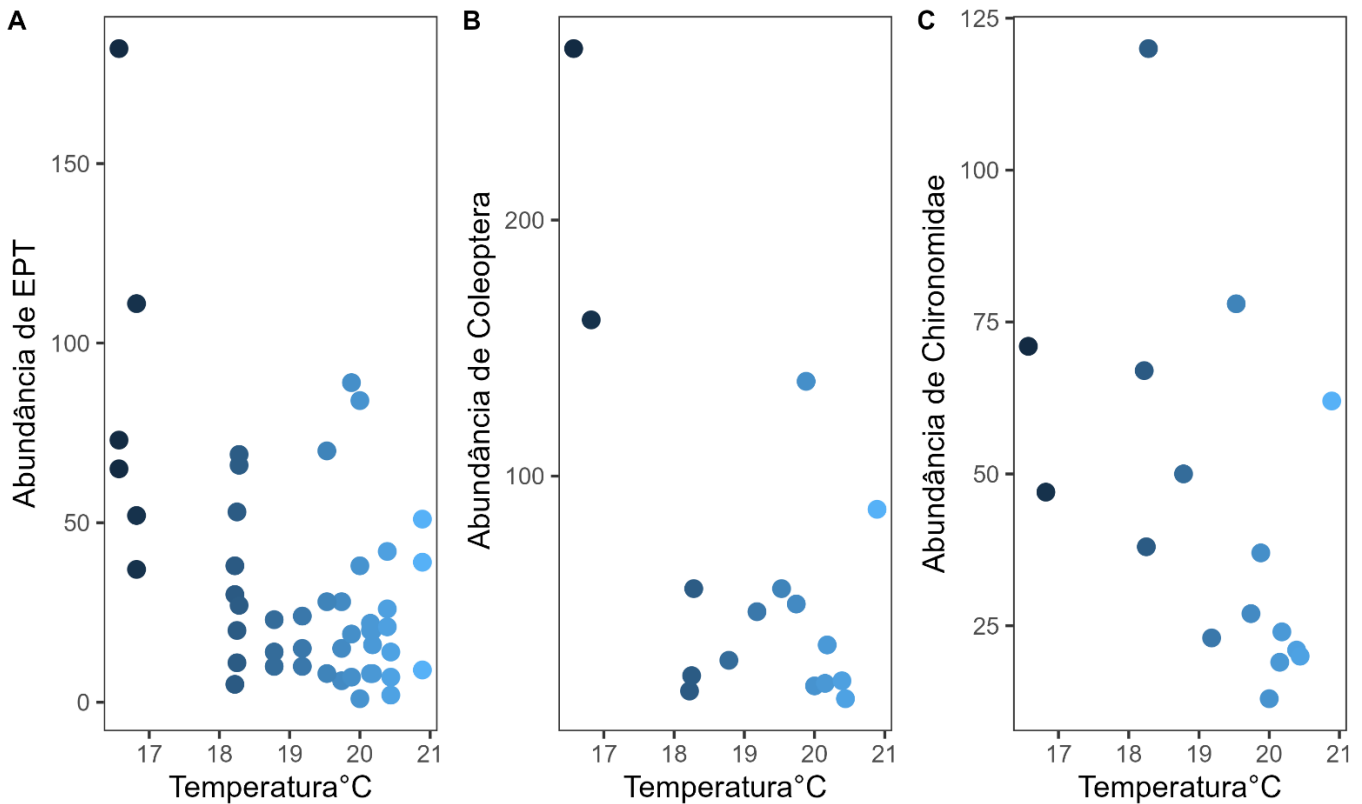 A
Abundância de EPT
150
100
50
0
17 18 19 20 21
Temperatura°C
B
Abundância de Coleoptera
200
100
17 18 19 20 21
Temperatura°C
C
Abundância de Chironomidae
125
100
75
50
25
17 18 19 20 21
Temperatura°C